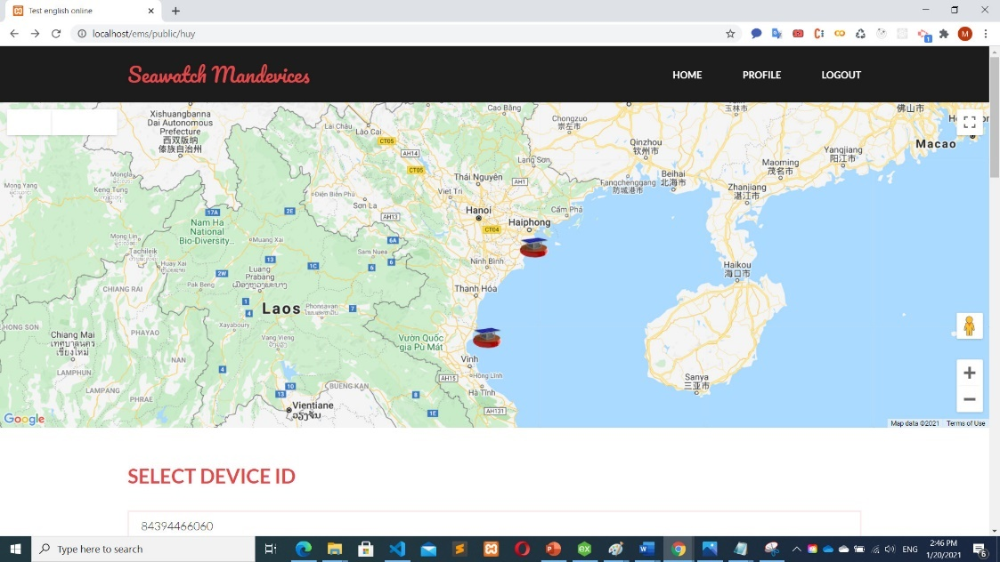 Test english online
localhost/ems/public/huy
Seawatch Mandevices
HOME PROFILE LOGOUT
Xishuangbanna
Dai Autonomous
Prefecture
西双版纳
傣族自治州
Lai Châu
Lào Cai
Cao Bằng
Chongzuo
崇左市
玉林市
佛山市
Macao
CT05
AH14
CT05
Lạng Sơn
Qinzhou
钦州市
Yangjiang
阳江市
Maoming
茂名市
Mong Yang
Mongla
Keng Tung
Thái Nguyên
AH1
Beihai
北海市
Fangchenggang
防城港市
Zhanjiang
湛江市
Điện Biên Phủ
Việt Trì
Sơn La
Hanoi
Cẩm Phả
17A
2E
AH13
Haiphong
Nam Ha
National
Bio-Diversity...
CT04
Mong Lin
Tachileik
Muang Xai
6A
Sam Nuea
Huay Xai
13
1C
6
6
Ninh Bình
2W
Luang
Prabang
Pak Beng
Haikou
海口市
CHIANG RAI
Thanh Hóa
1
4
Laos
Phonsavan
7
Xayaboury
HONG SON
Chiang Mai
PHAYAO
Vang Vieng
Vườn Quốc
gia Pù Mát
NAN
4
Vinh
LAMPHUN
AH15
Hồng Lĩnh
Sanya
三亚市
LAMPANG
10
13
BUENG KAN
8
Hà Tĩnh
PHRAE
Vientiane
1E
AH131
Google
Map data ©2021 Terms of Use
SELECT DEVICE ID
84394466060
Type here to search
ENG
2:46 PM
1/20/2021
6